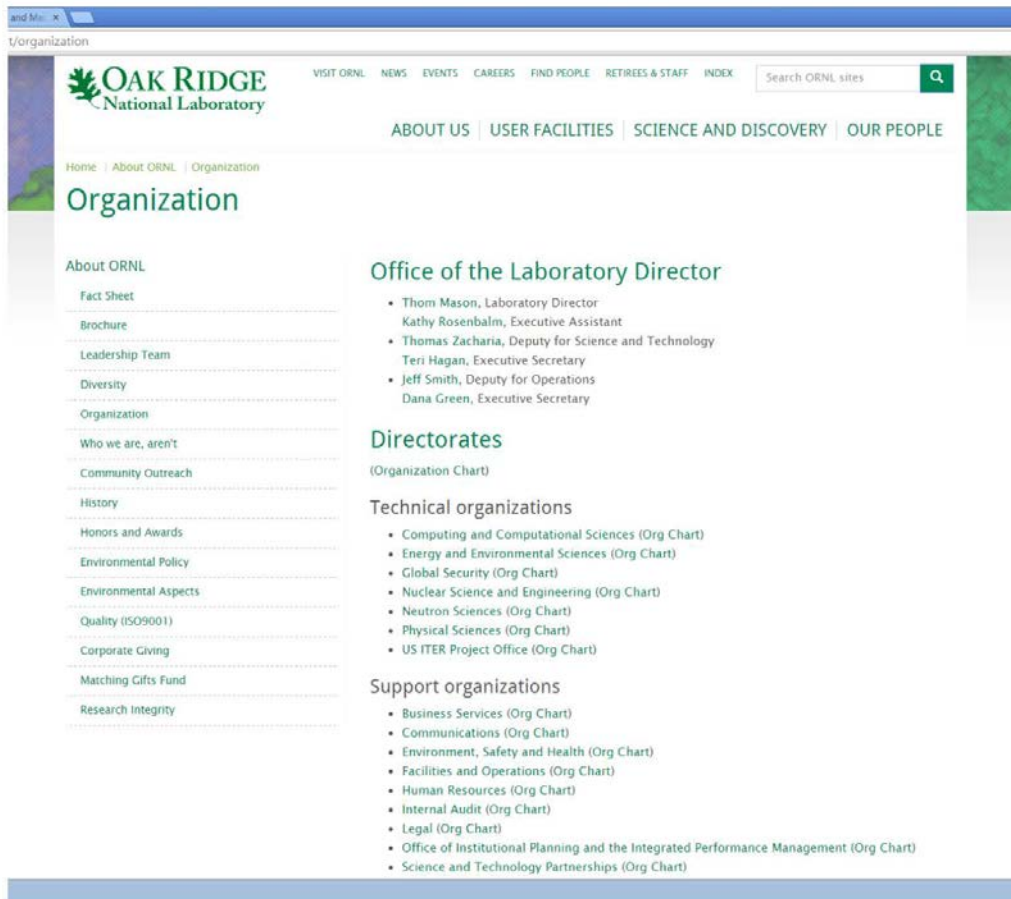 and Mat
t/organization
OAK RIDGE
National Laboratory
VISIT ORNL NEWS EVENTS CAREERS FIND PEOPLE RETIREES & STAFF INDEX
Search ORNL sites
ABOUT US USER FACILITIES SCIENCE AND DISCOVERY OUR PEOPLE
Home | About ORNL | Organization
Organization
About ORNL
Fact Sheet
Brochure
Leadership Team
Diversity
Organization
Who we are, aren't
Community Outreach
History
Honors and Awards
Environmental Policy
Environmental Aspects
Quality (ISO9001)
Corporate Giving
Matching Gifts Fund
Research Integrity
Office of the Laboratory Director
• Thom Mason, Laboratory Director
Kathy Rosenbalm, Executive Assistant
• Thomas Zacharia, Deputy for Science and Technology
Teri Hagan, Executive Secretary
• Jeff Smith, Deputy for Operations
Dana Green, Executive Secretary
Directorates
(Organization Chart)
Technical organizations
• Computing and Computational Sciences (Org Chart)
• Energy and Environmental Sciences (Org Chart)
• Global Security (Org Chart)
• Nuclear Science and Engineering (Org Chart)
• Neutron Sciences (Org Chart)
• Physical Sciences (Org Chart)
• US ITER Project Office (Org Chart)
Support organizations
• Business Services (Org Chart)
• Communications (Org Chart)
• Environment, Safety and Health (Org Chart)
• Facilities and Operations (Org Chart)
• Human Resources (Org Chart)
• Internal Audit (Org Chart)
• Legal (Org Chart)
• Office of Institutional Planning and the Integrated Performance Management (Org Chart)
• Science and Technology Partnerships (Org Chart)